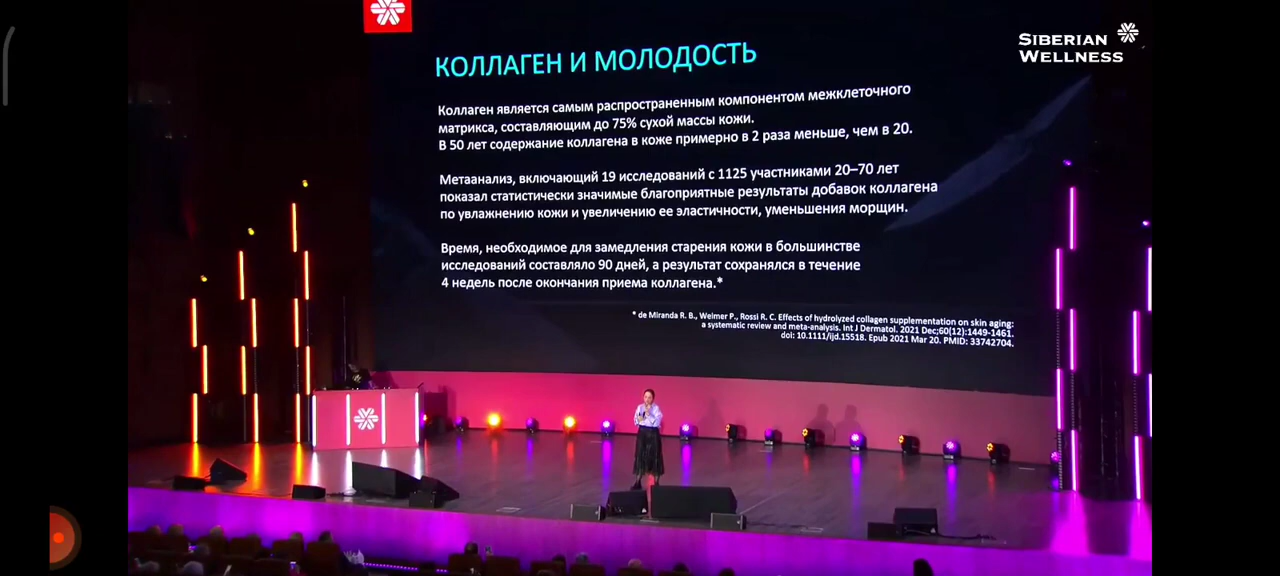 SIBERIAN
WELLNESS
КОЛЛАГЕН И МОЛОДОСТЬ
Коллаген является самым распространенным компонентом межклеточного
матрикса, составляющим до 75% сухой массы кожи.
В 50 лет содержание коллагена в коже примерно в 2 раза меньше, чем в 20.
Метаанализ, включающий 19 исследований с 1125 участниками 20–70 лет
показал статистически значимые благоприятные результаты добавок коллагена
по увлажнению кожи и увеличению ее эластичности, уменьшения морщин.
Время, необходимое для замедления старения кожи в большинстве
исследований составляло 90 дней, а результат сохранялся в течение
4 недель после окончания приема коллагена.*
* de Miranda R. B., Weimer P., Rossi R. C. Effects of hydrolyzed collagen supplementation on skin aging:
a systematic review and meta-analysis. Int J Dermatol. 2021 Dec;60(12):1449-1461.
doi: 10.1111/ijd.15518. Epub 2021 Mar 20. PMID: 33742704.